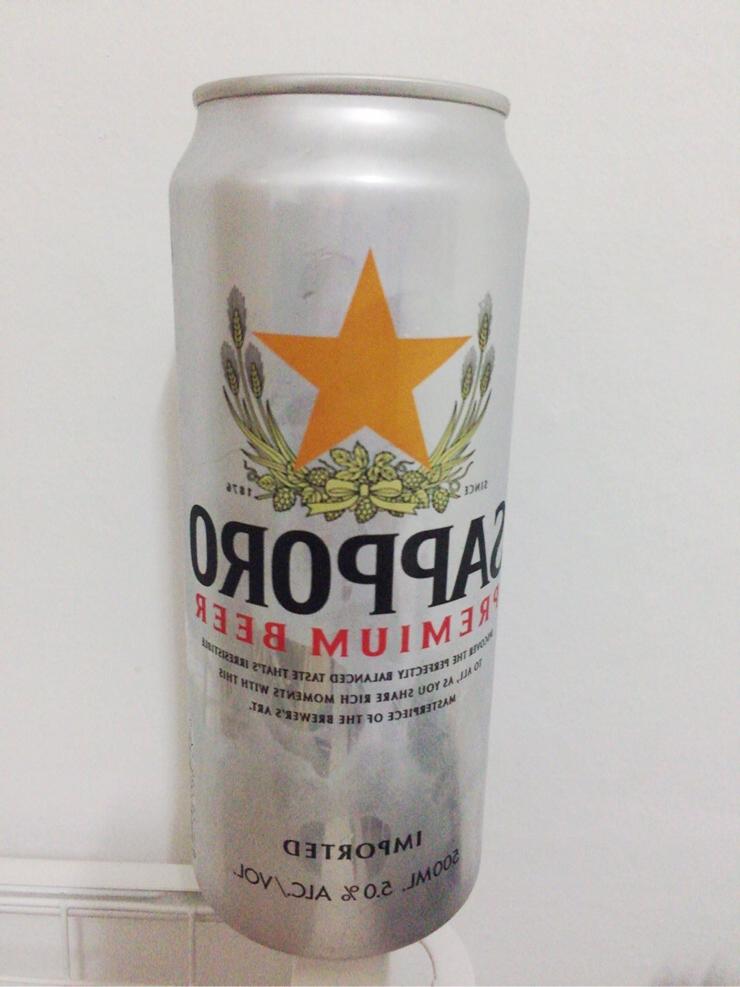 SINCE 1876
SAPPORO
PREMIUM BEER
DISCOVER THE PERFECTLY BALANCED TASTE THAT'S IRRESISTIBLE
TO ALL, AS YOU SHARE RICH MOMENTS WITH THIS
MASTERPIECE OF THE BREWER'S ART.
IMPORTED
500ML. 5.0% ALC./VOL.